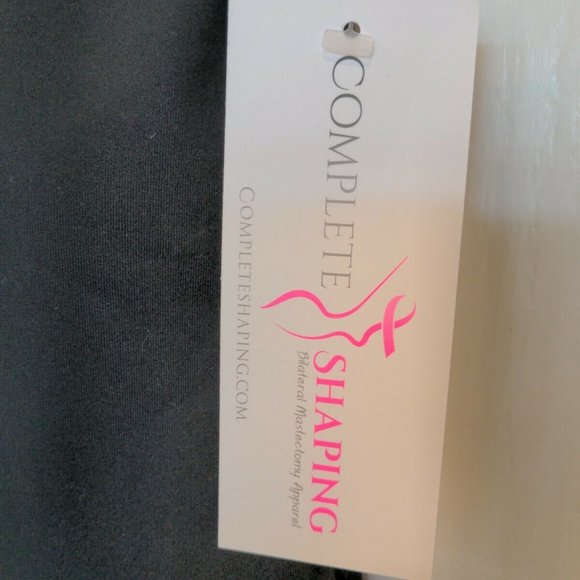 COMPLETE SHAPING
Bilateral Mastectomy Apparel
COMPLETESHAPING.COM